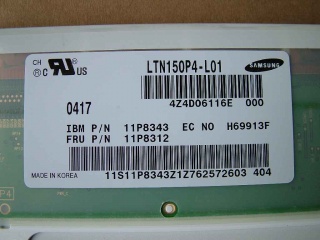 CH
®C RU US
LTN150P4-L01
SAMSUNG
4Z4D06116E 000
0417
IBM P/N 11P8343 EC NO H69913F
FRU P/N 11P8312
MADE IN KOREA
11S11P8343Z1Z762572603 404